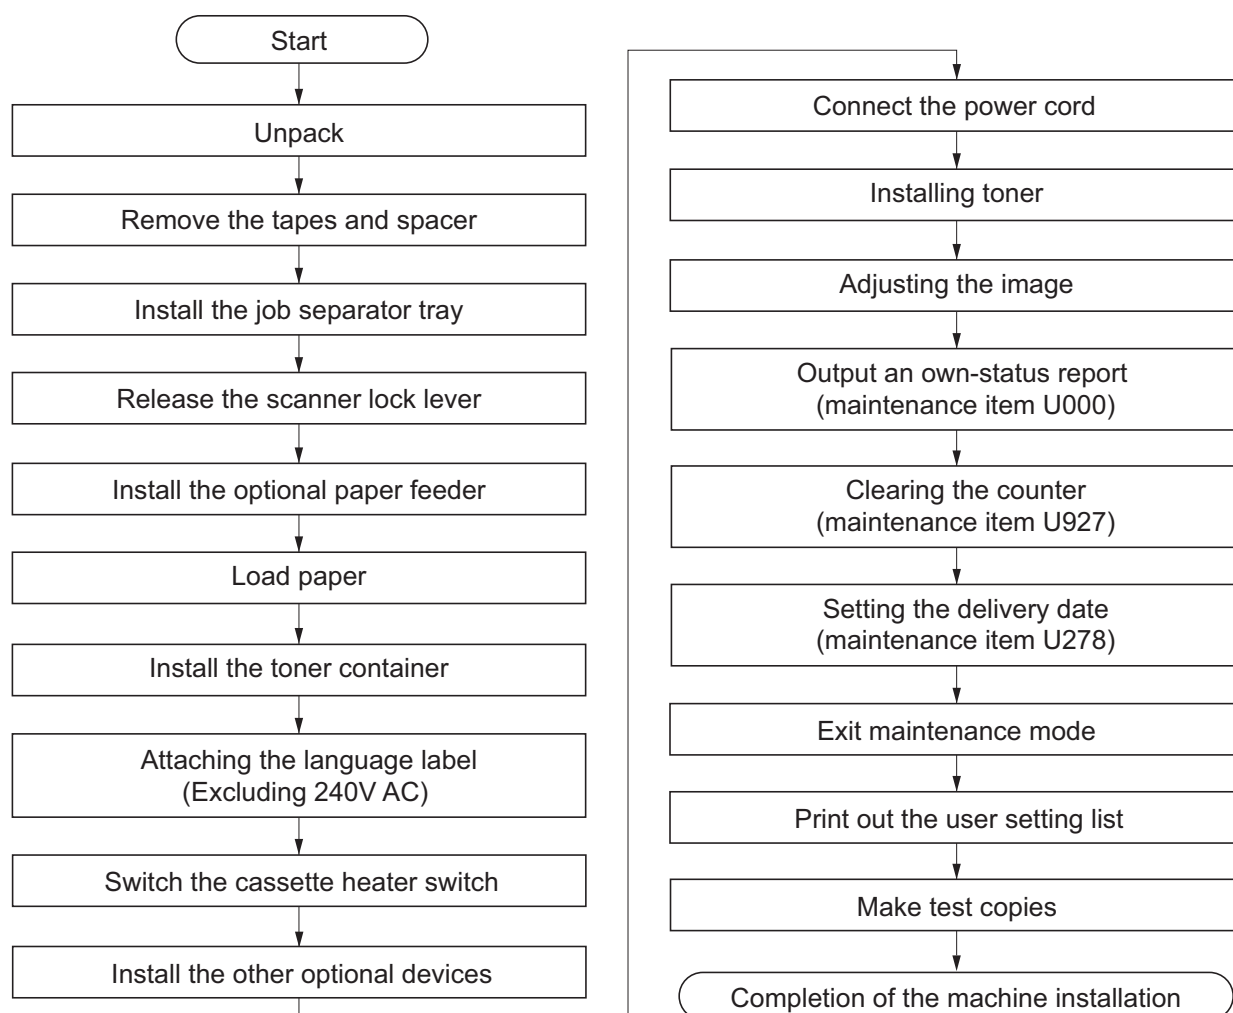 Start
Unpack
Remove the tapes and spacer
Install the job separator tray
Release the scanner lock lever
Install the optional paper feeder
Load paper
Install the toner container
Attaching the language label
(Excluding 240V AC)
Switch the cassette heater switch
Install the other optional devices
Connect the power cord
Installing toner
Adjusting the image
Output an own-status report
(maintenance item U000)
Clearing the counter
(maintenance item U927)
Setting the delivery date
(maintenance item U278)
Exit maintenance mode
Print out the user setting list
Make test copies
Completion of the machine installation